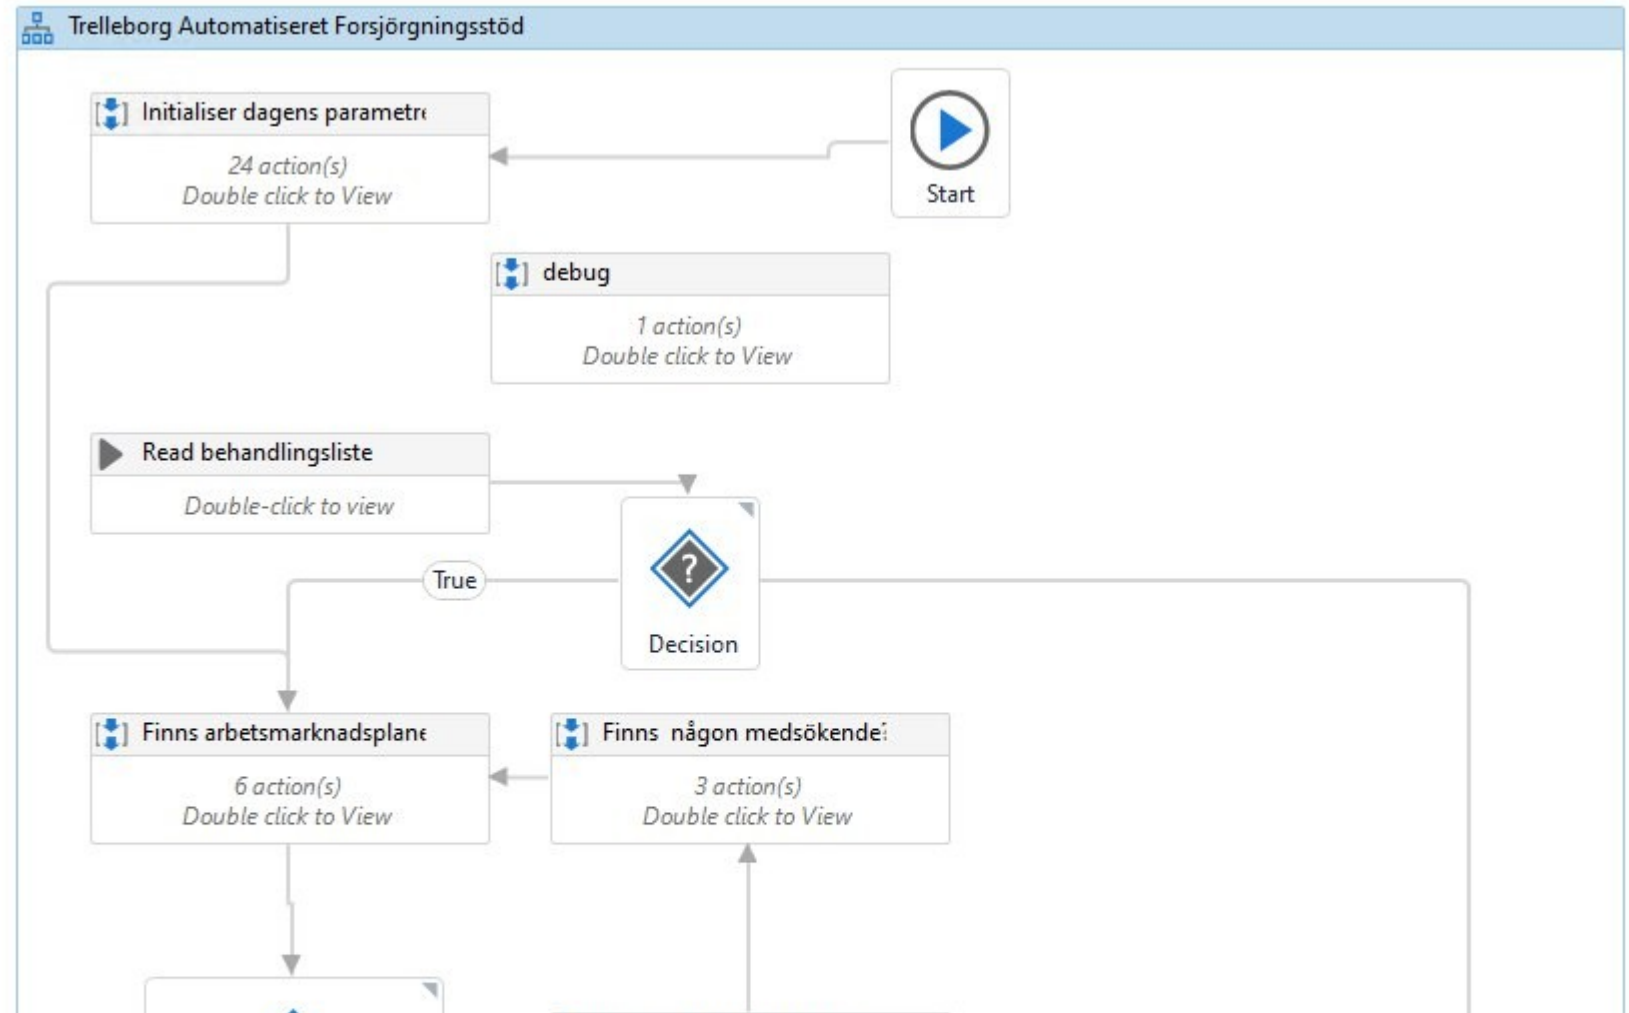 Trelleborg Automatiseret Forsjörgningsstöd
Initialiser dagens parametre
24 action(s)
Double click to View
Start
debug
1 action(s)
Double click to View
Read behandlingsliste
Double-click to view
True
?
Decision
Finns arbetsmarknadsplane
6 action(s)
Double click to View
Finns någon medsökende?
3 action(s)
Double click to View